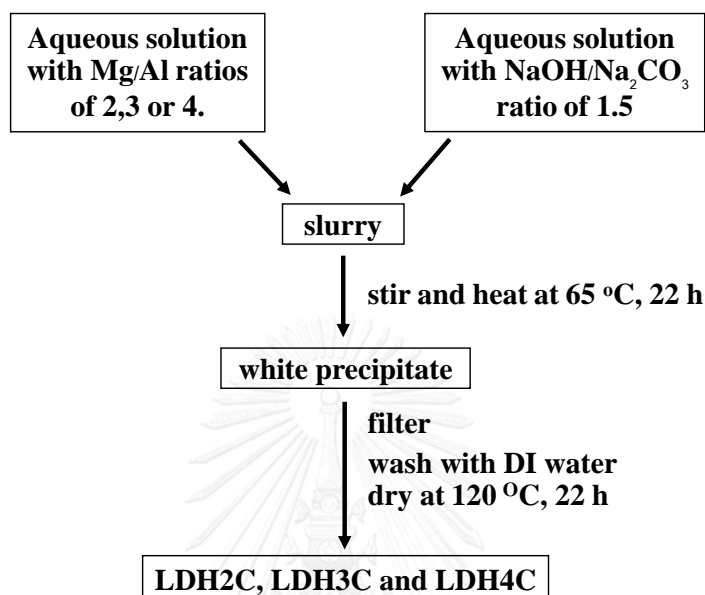 Aqueous solution
with Mg/Al ratios
of 2,3 or 4.
Aqueous solution
with NaOH/Na₂CO₃
ratio of 1.5
slurry
stir and heat at 65 ºC, 22 h
white precipitate
filter
wash with DI water
dry at 120 ᴼC, 22 h
LDH2C, LDH3C and LDH4C